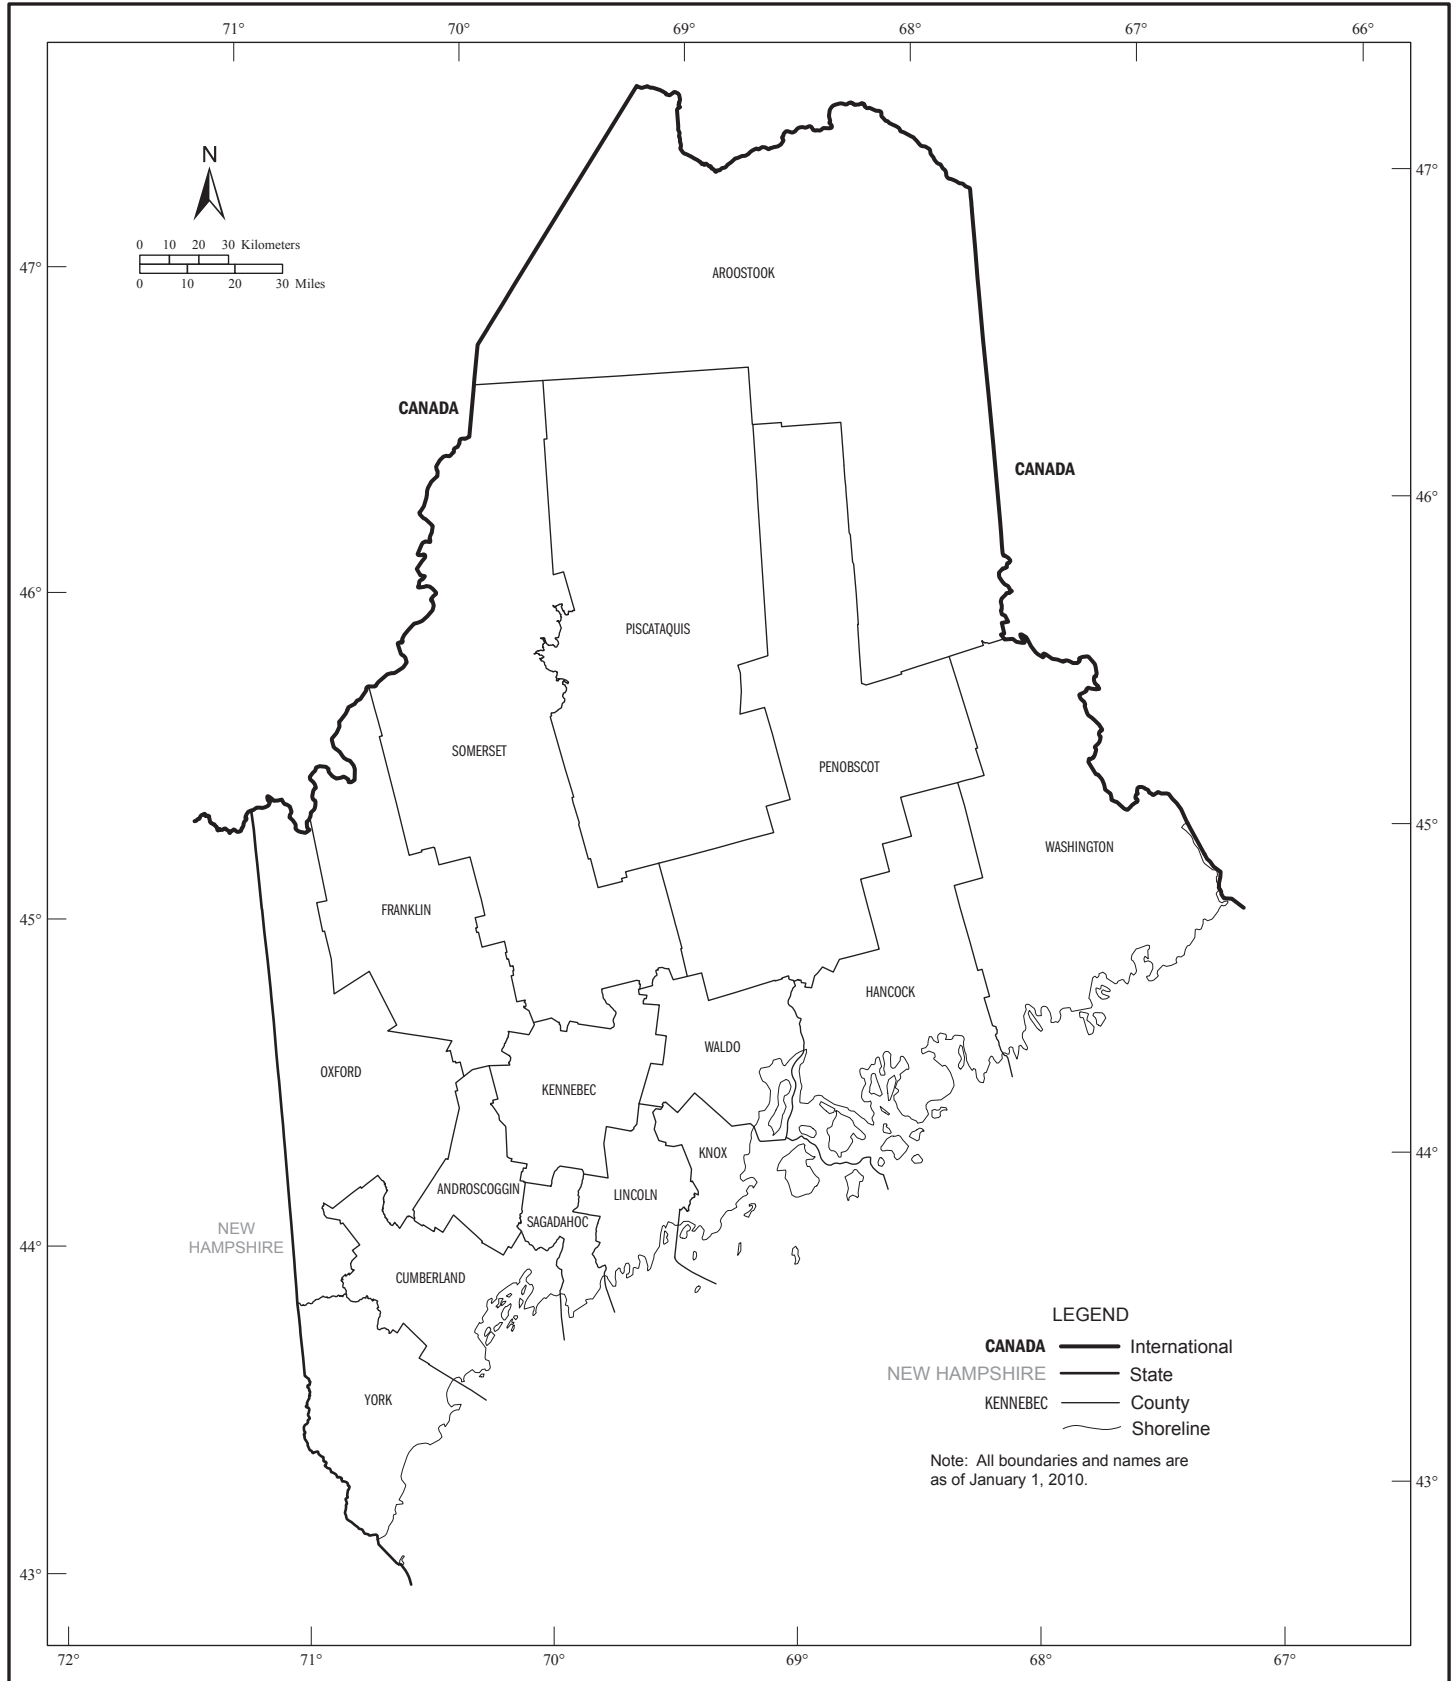 71° 70° 69° 68° 67° 66°
N
47°
0 10 20 30 Kilometers
0 10 20 30 Miles
47°
AROOSTOOK
CANADA
CANADA
46°
46°
PISCATAQUIS
SOMERSET
PENOBSCOT
45°
WASHINGTON
FRANKLIN
45°
HANCOCK
WALDO
OXFORD
KENNEBEC
KNOX
44°
ANDROSCOGGIN
LINCOLN
SAGADAHOC
NEW
HAMPSHIRE
44°
CUMBERLAND
YORK
LEGEND
CANADA International
NEW HAMPSHIRE State
KENNEBEC County
Shoreline
Note: All boundaries and names are
as of January 1, 2010.
43°
43°
72° 71° 70° 69° 68° 67°